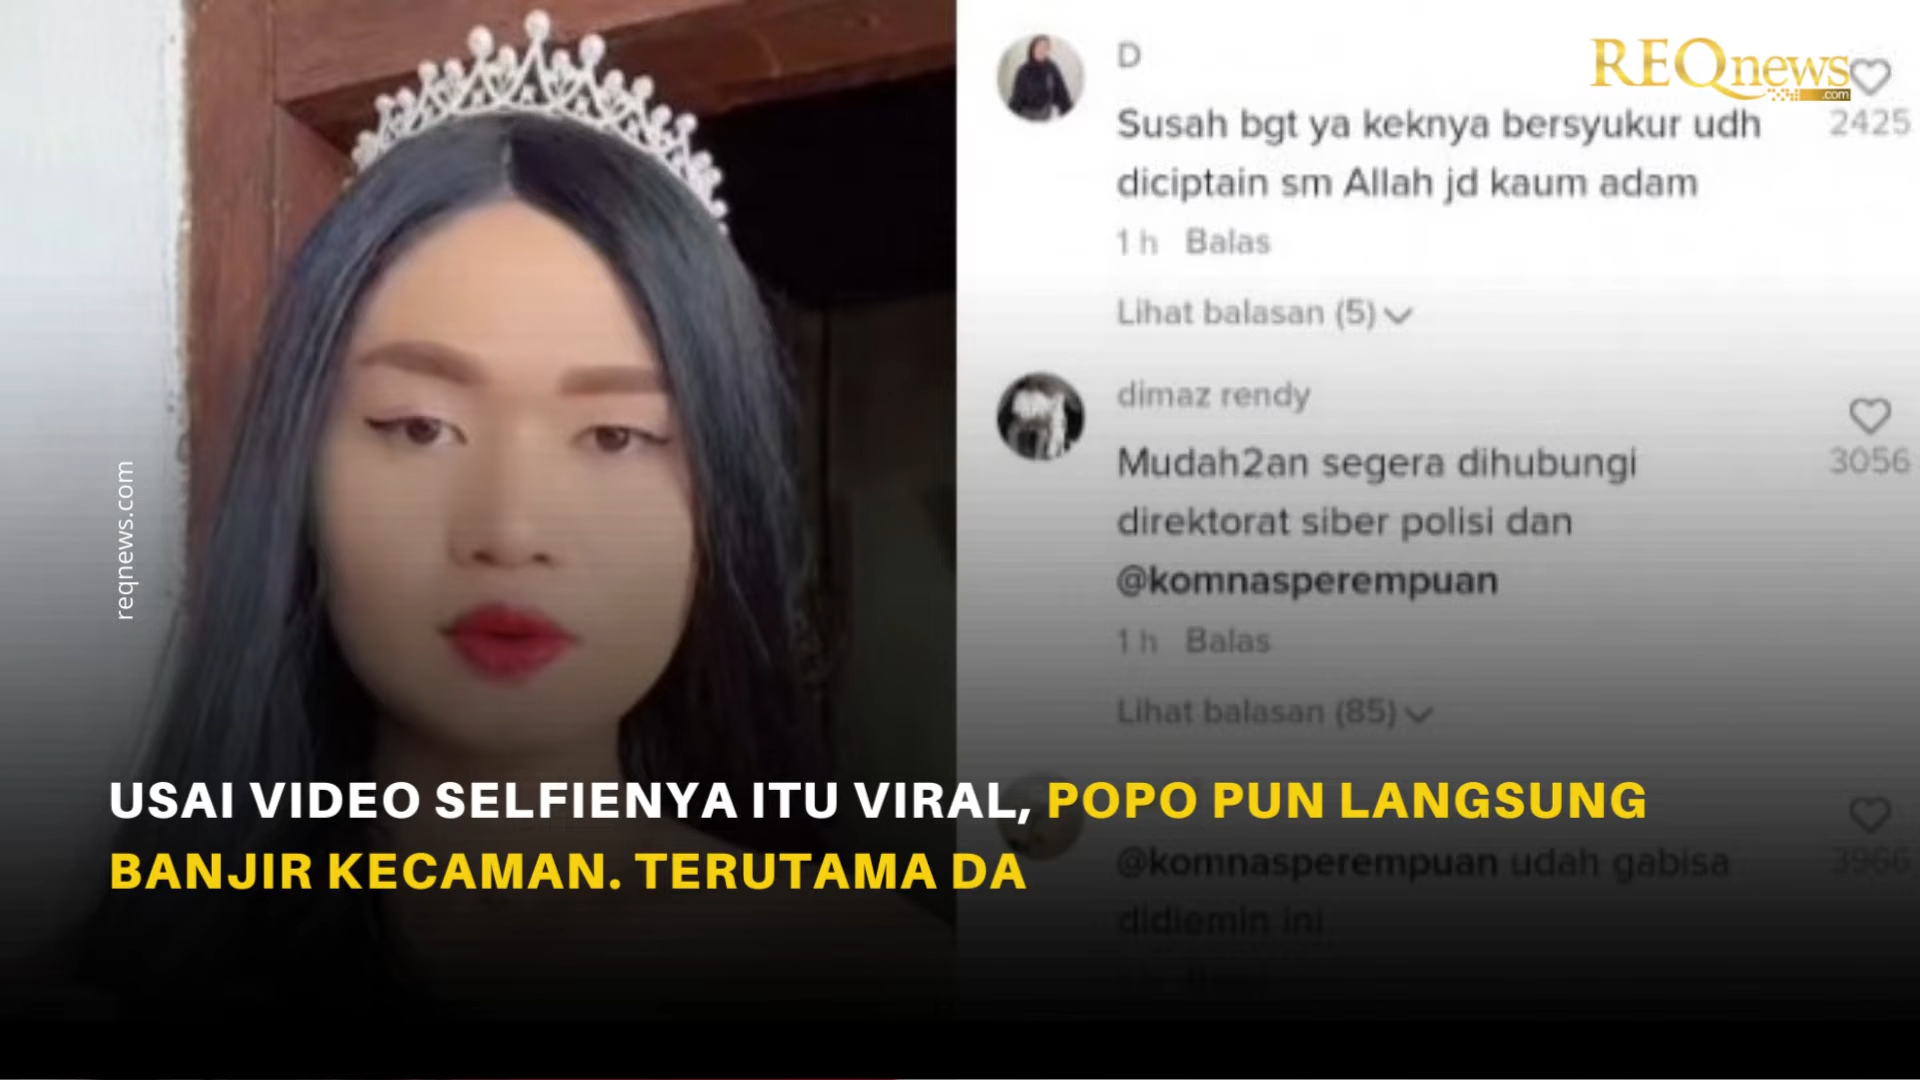 REQnews
.com
D
Susah bgt ya keknya bersyukur udh
diciptain sm Allah jd kaum adam
2425
1 h Balas
Lihat balasan (5)
dimaz rendy
Mudah2an segera dihubungi
direktorat siber polisi dan
@komnasperempuan
3056
1 h Balas
Lihat balasan (85)
@komnasperempuan udah gabisa
didiemin ini
3966
reqnews.com
USAI VIDEO SELFIENYA ITU VIRAL, POPO PUN LANGSUNG
BANJIR KECAMAN. TERUTAMA DA